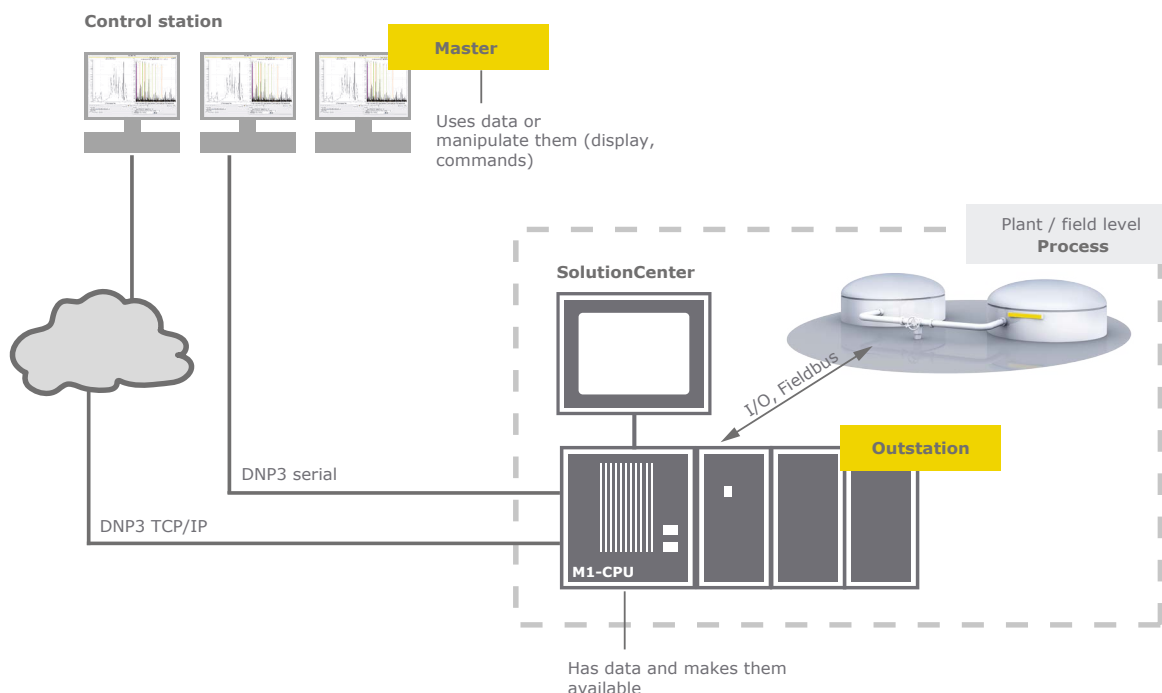 Control station
Master
Uses data or
manipulate them (display,
commands)
Plant / field level
Process
SolutionCenter
I/O, Fieldbus
Outstation
DNP3 serial
DNP3 TCP/IP
M1-CPU
Has data and makes them
available